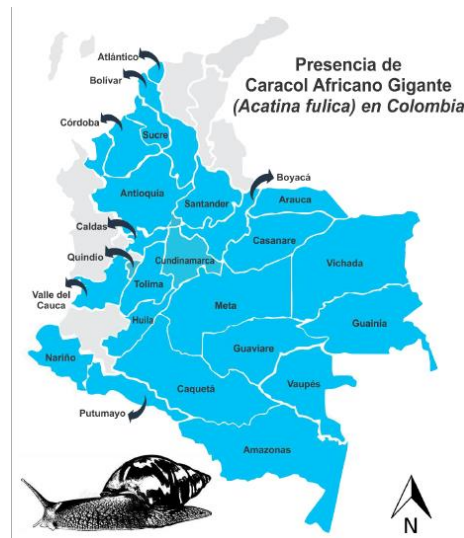 Presencia de
Caracol Africano Gigante
(Acatina fulica) en Colombia
Atlántico
Bolívar
Córdoba
Sucre
Antioquia
Santander
Boyacá
Arauca
Caldas
Casanare
Quindío
Cundinamarca
Vichada
Valle del
Cauca
Tolima
Meta
Huila
Guainia
Nariño
Guaviare
Caquetá
Vaupés
Putumayo
Amazonas
N